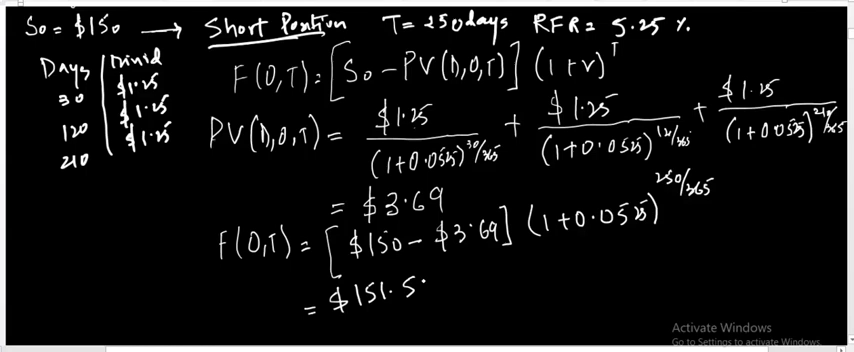 S₀ = $150 → Short Position T = 250 days RFR = 5.25 %
Days Divid
$1.25
30 $1.25
120 $1.25
210
F(0,T) = [S₀ − PV(D,0,T)] (1+r)^T
PV(D,0,T) = $1.25/(1+0.0525)^30/365 + $1.25/(1+0.0525)^120/365 + $1.25/(1+0.0525)^210/365
= $3.69
F(0,T) = [$150 − $3.69] (1+0.0525)^250/365
= $151.5
Activate Windows
Go to Settings to activate Windows.